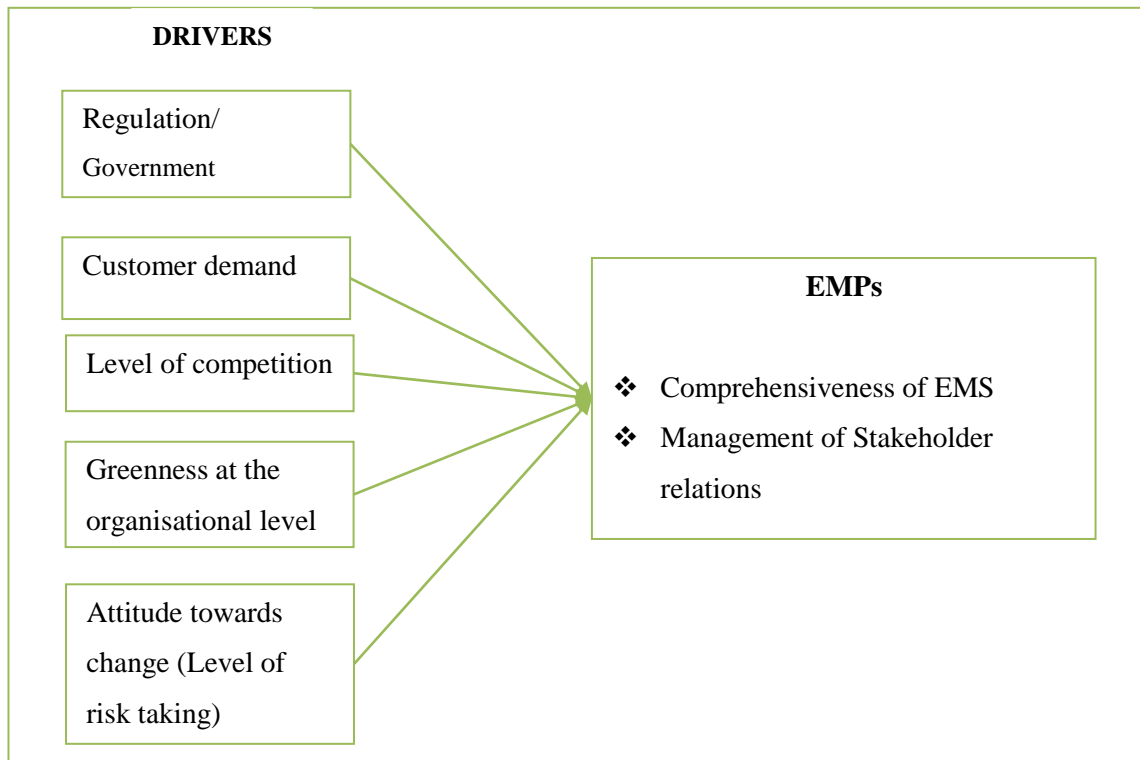 DRIVERS
Regulation/
Government
Customer demand
Level of competition
Greenness at the
organisational level
Attitude towards
change (Level of
risk taking)
EMPs
❖ Comprehensiveness of EMS
❖ Management of Stakeholder
relations